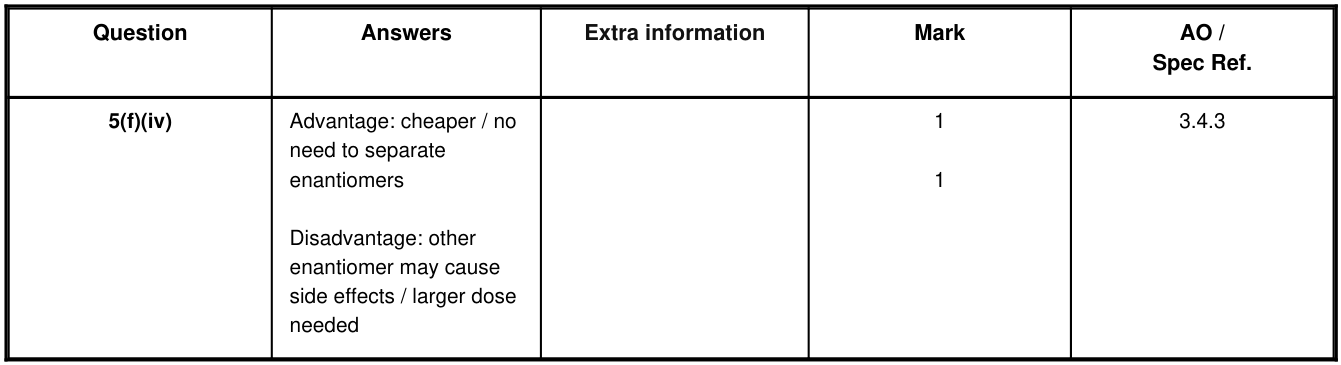 Question Answers Extra information Mark AO /
Spec Ref.
5(f)(iv) Advantage: cheaper / no 1 3.4.3
need to separate
enantiomers 1
Disadvantage: other
enantiomer may cause
side effects / larger dose
needed